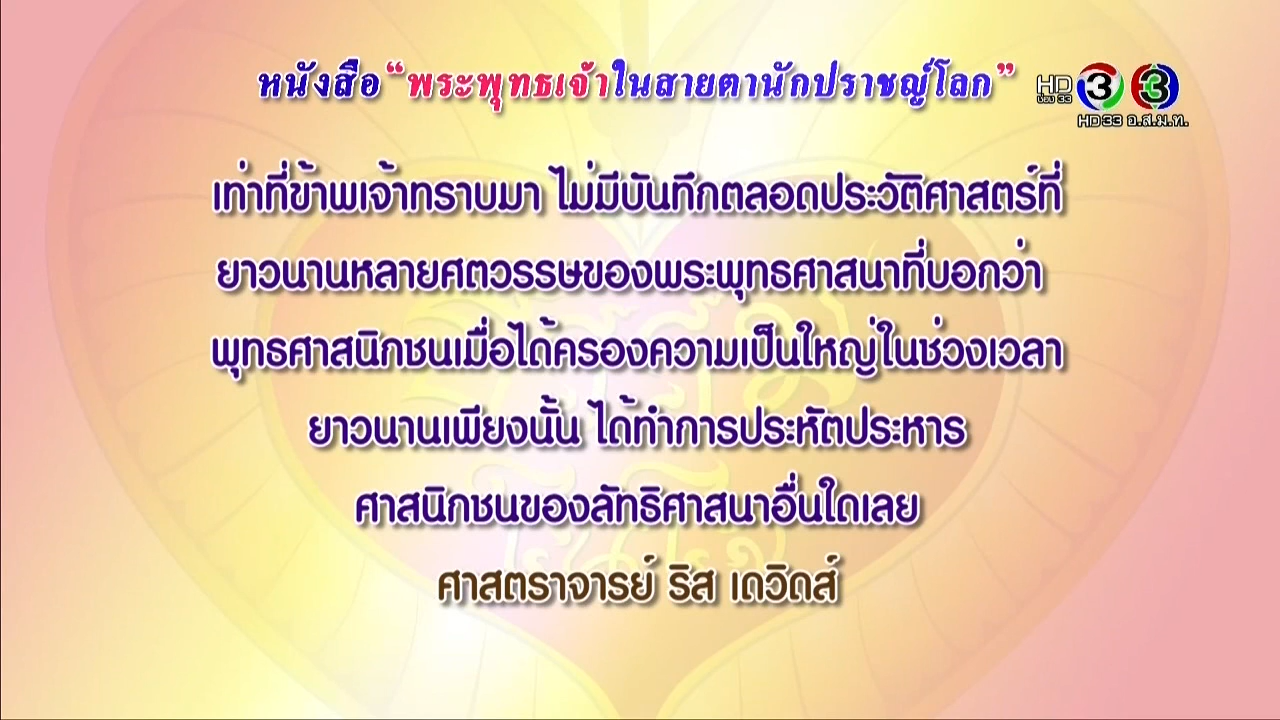 หนังสือ “พระพุทธเจ้าในสายตานักปราชญ์โลก”
HD 3 3
ช่อง 33
HD 33 อ.ส.ม.ท.
เท่าที่ข้าพเจ้าทราบมา ไม่มีบันทึกตลอดประวัติศาสตร์ที่
ยาวนานหลายศตวรรษของพระพุทธศาสนาที่บอกว่า
พุทธศาสนิกชนเมื่อได้ครองความเป็นใหญ่ในช่วงเวลา
ยาวนานเพียงนั้น ได้ทำการประหัตประหาร
ศาสนิกชนของลัทธิศาสนาอื่นใดเลย
ศาสตราจารย์ ริส เดวิดส์